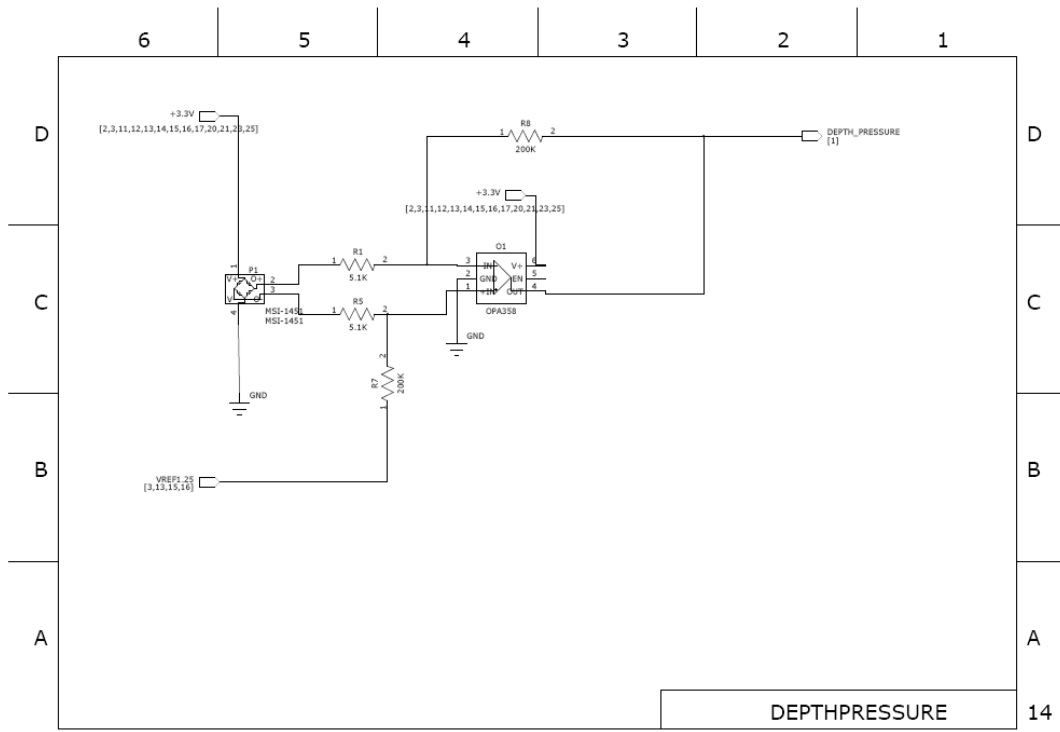 6 5 4 3 2 1
D
+3.3V
[2,3,11,12,13,14,15,16,17,20,21,23,25]
R8
1 2
200K
DEPTH_PRESSURE
[1]
D
+3.3V
[2,3,11,12,13,14,15,16,17,20,21,23,25]
C
1
P1
V+ O+ 2
V- O- 3
4
MSI-1451
MSI-1451
R1
1 2
5.1K
R5
1 2
5.1K
O1
3 -IN V+ 6
2 GND EN 5
1 +IN OUT 4
OPA358
GND
C
GND
2
R7
200K
1
B
VREF1.25
[3,13,15,16]
B
A
A
DEPTHPRESSURE
14